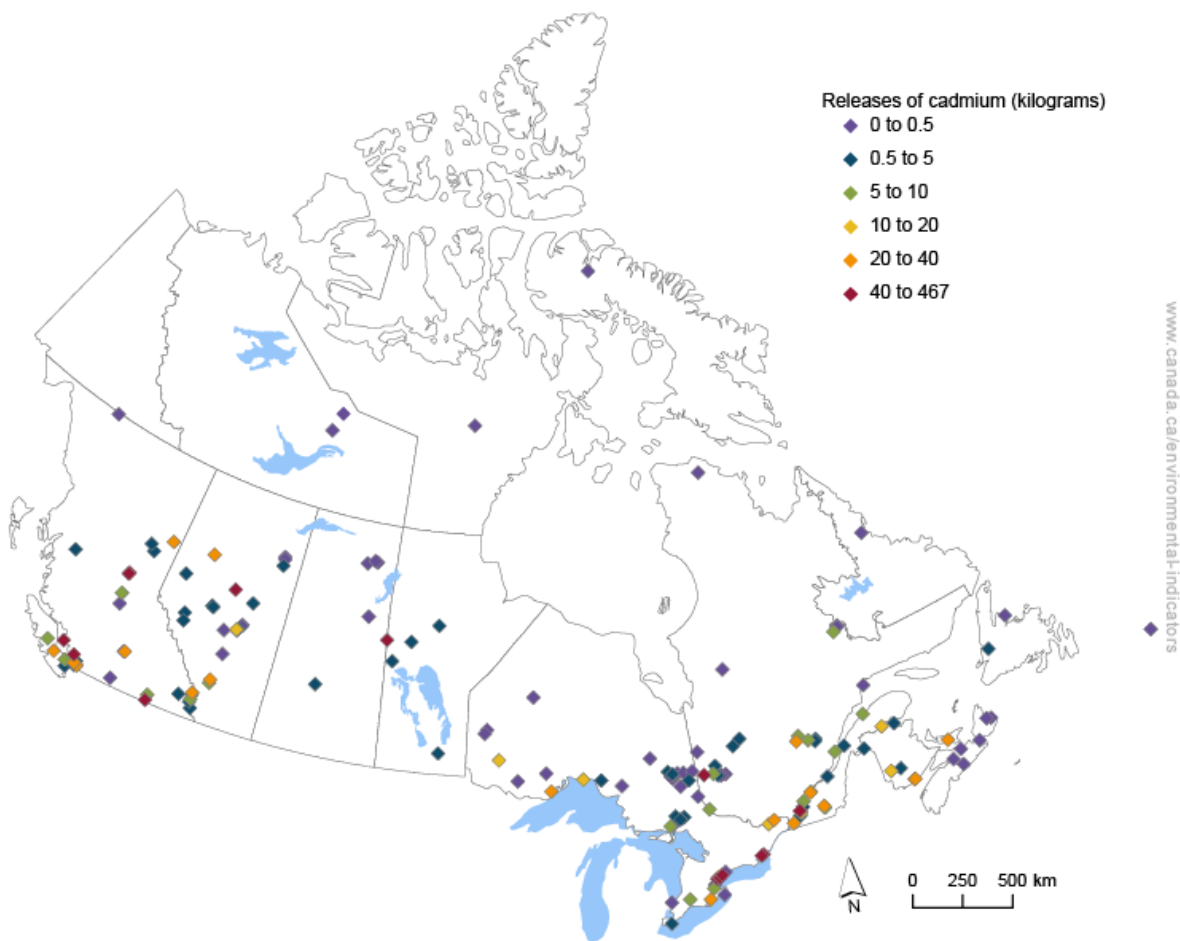 Releases of cadmium (kilograms)
0 to 0.5
0.5 to 5
5 to 10
10 to 20
20 to 40
40 to 467
www.canada.ca/environmental-indicators
N
0 250 500 km